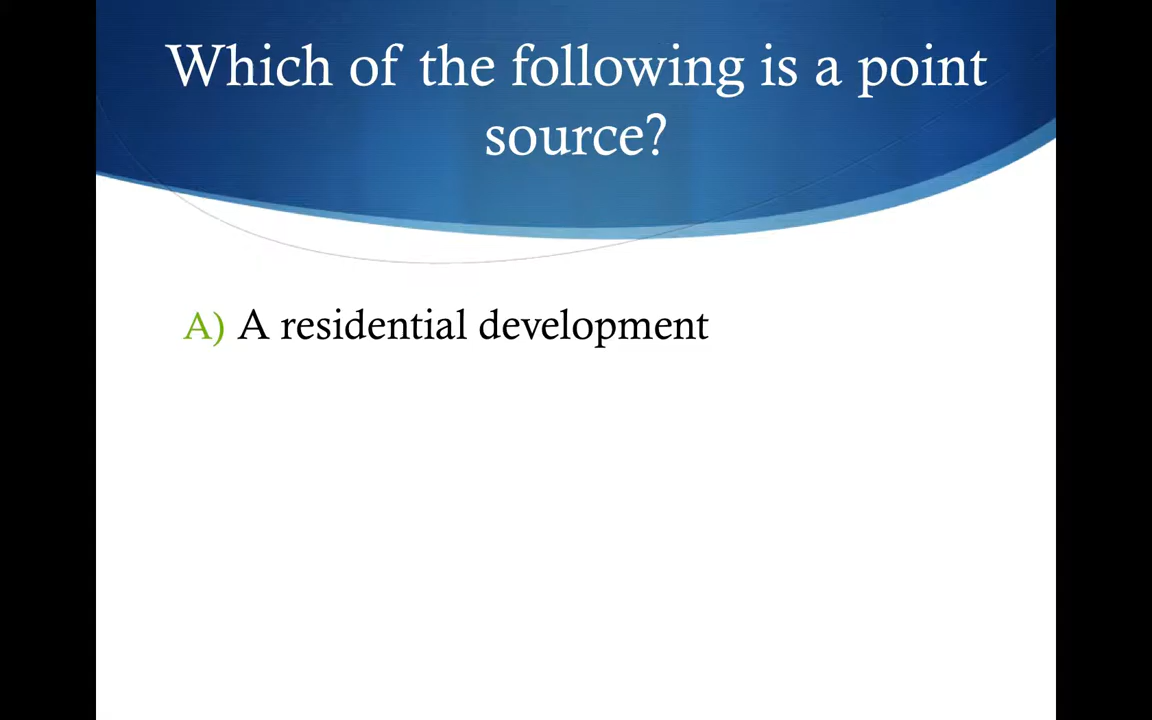 Which of the following is a point
source?
A) A residential development